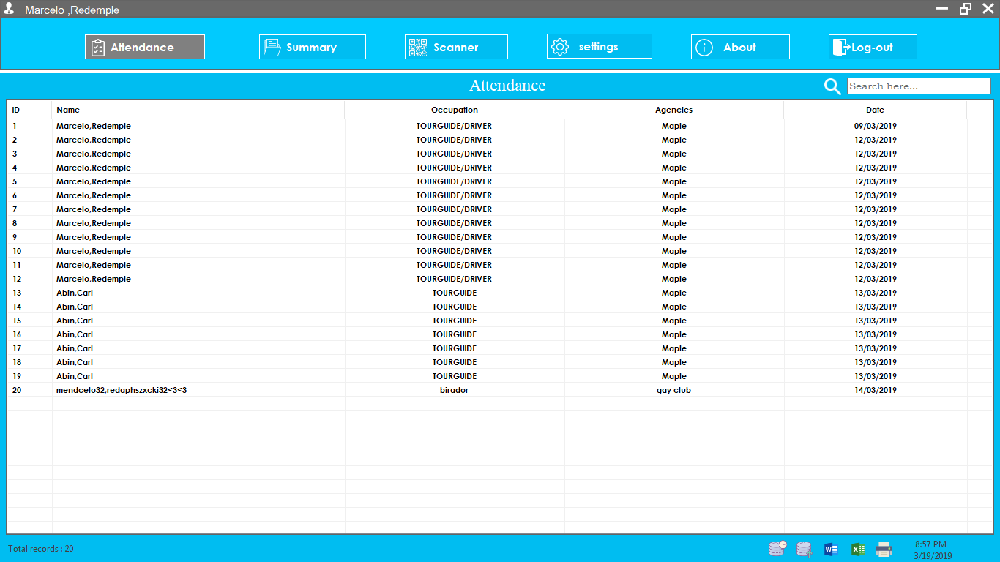 Marcelo ,Redemple
Attendance Summary Scanner settings About Log-out
Attendance
Search here...
ID Name Occupation Agencies Date
1 Marcelo,Redemple TOURGUIDE/DRIVER Maple 09/03/2019
2 Marcelo,Redemple TOURGUIDE/DRIVER Maple 12/03/2019
3 Marcelo,Redemple TOURGUIDE/DRIVER Maple 12/03/2019
4 Marcelo,Redemple TOURGUIDE/DRIVER Maple 12/03/2019
5 Marcelo,Redemple TOURGUIDE/DRIVER Maple 12/03/2019
6 Marcelo,Redemple TOURGUIDE/DRIVER Maple 12/03/2019
7 Marcelo,Redemple TOURGUIDE/DRIVER Maple 12/03/2019
8 Marcelo,Redemple TOURGUIDE/DRIVER Maple 12/03/2019
9 Marcelo,Redemple TOURGUIDE/DRIVER Maple 12/03/2019
10 Marcelo,Redemple TOURGUIDE/DRIVER Maple 12/03/2019
11 Marcelo,Redemple TOURGUIDE/DRIVER Maple 12/03/2019
12 Marcelo,Redemple TOURGUIDE/DRIVER Maple 12/03/2019
13 Abin,Carl TOURGUIDE Maple 13/03/2019
14 Abin,Carl TOURGUIDE Maple 13/03/2019
15 Abin,Carl TOURGUIDE Maple 13/03/2019
16 Abin,Carl TOURGUIDE Maple 13/03/2019
17 Abin,Carl TOURGUIDE Maple 13/03/2019
18 Abin,Carl TOURGUIDE Maple 13/03/2019
19 Abin,Carl TOURGUIDE Maple 13/03/2019
20 mendcelo32,redaphszxcki32<3<3 birador gay club 14/03/2019
Total records : 20
8:57 PM
3/19/2019